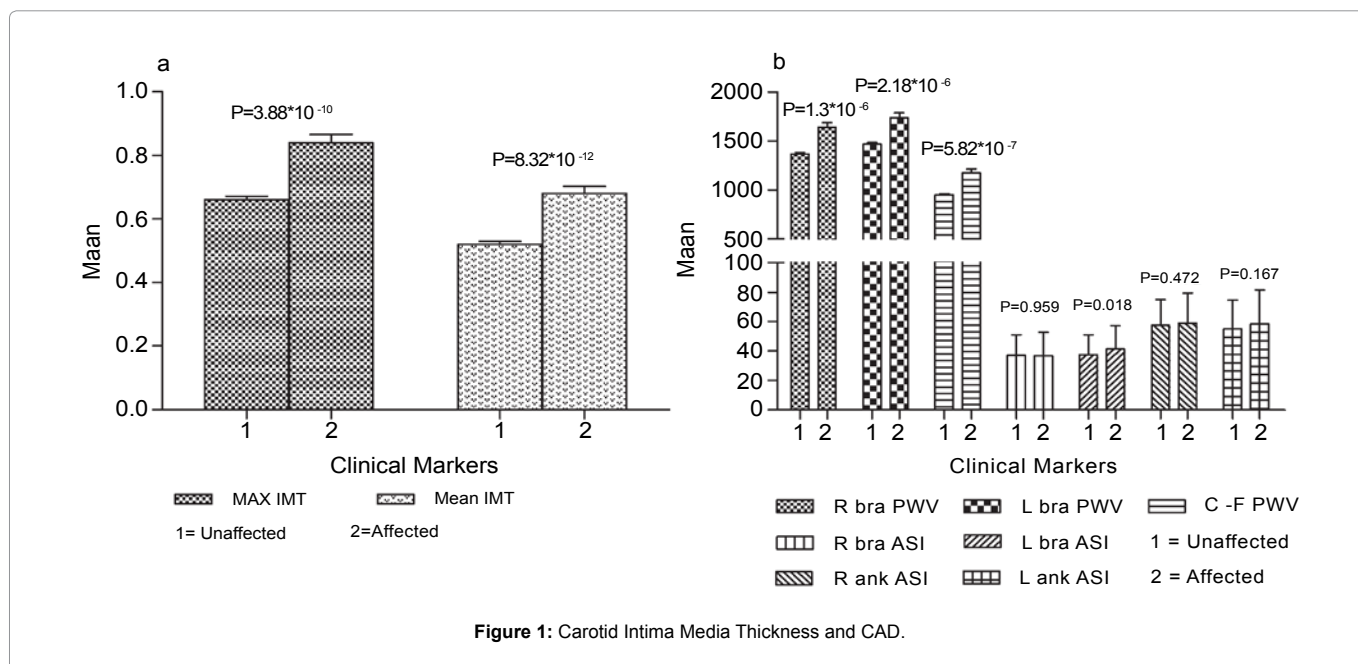 a
P=3.88*10 -10
P=8.32*10 -12
Maan
1.0
0.8
0.6
0.4
0.2
0.0
1 2 1 2
Clinical Markers
MAX IMT Mean IMT
1= Unaffected 2=Affected
b
P=2.18*10 -6
P=1.3*10 -6
P=5.82*10 -7
P=0.959 P=0.018 P=0.472 P=0.167
Maan
2000
1500
1000
500
100
80
60
40
20
0
1 2 1 2 1 2 1 2 1 2 1 2 1 2
Clinical Markers
R bra PWV L bra PWV C -F PWV
R bra ASI L bra ASI 1 = Unaffected
R ank ASI L ank ASI 2 = Affected
Figure 1: Carotid Intima Media Thickness and CAD.